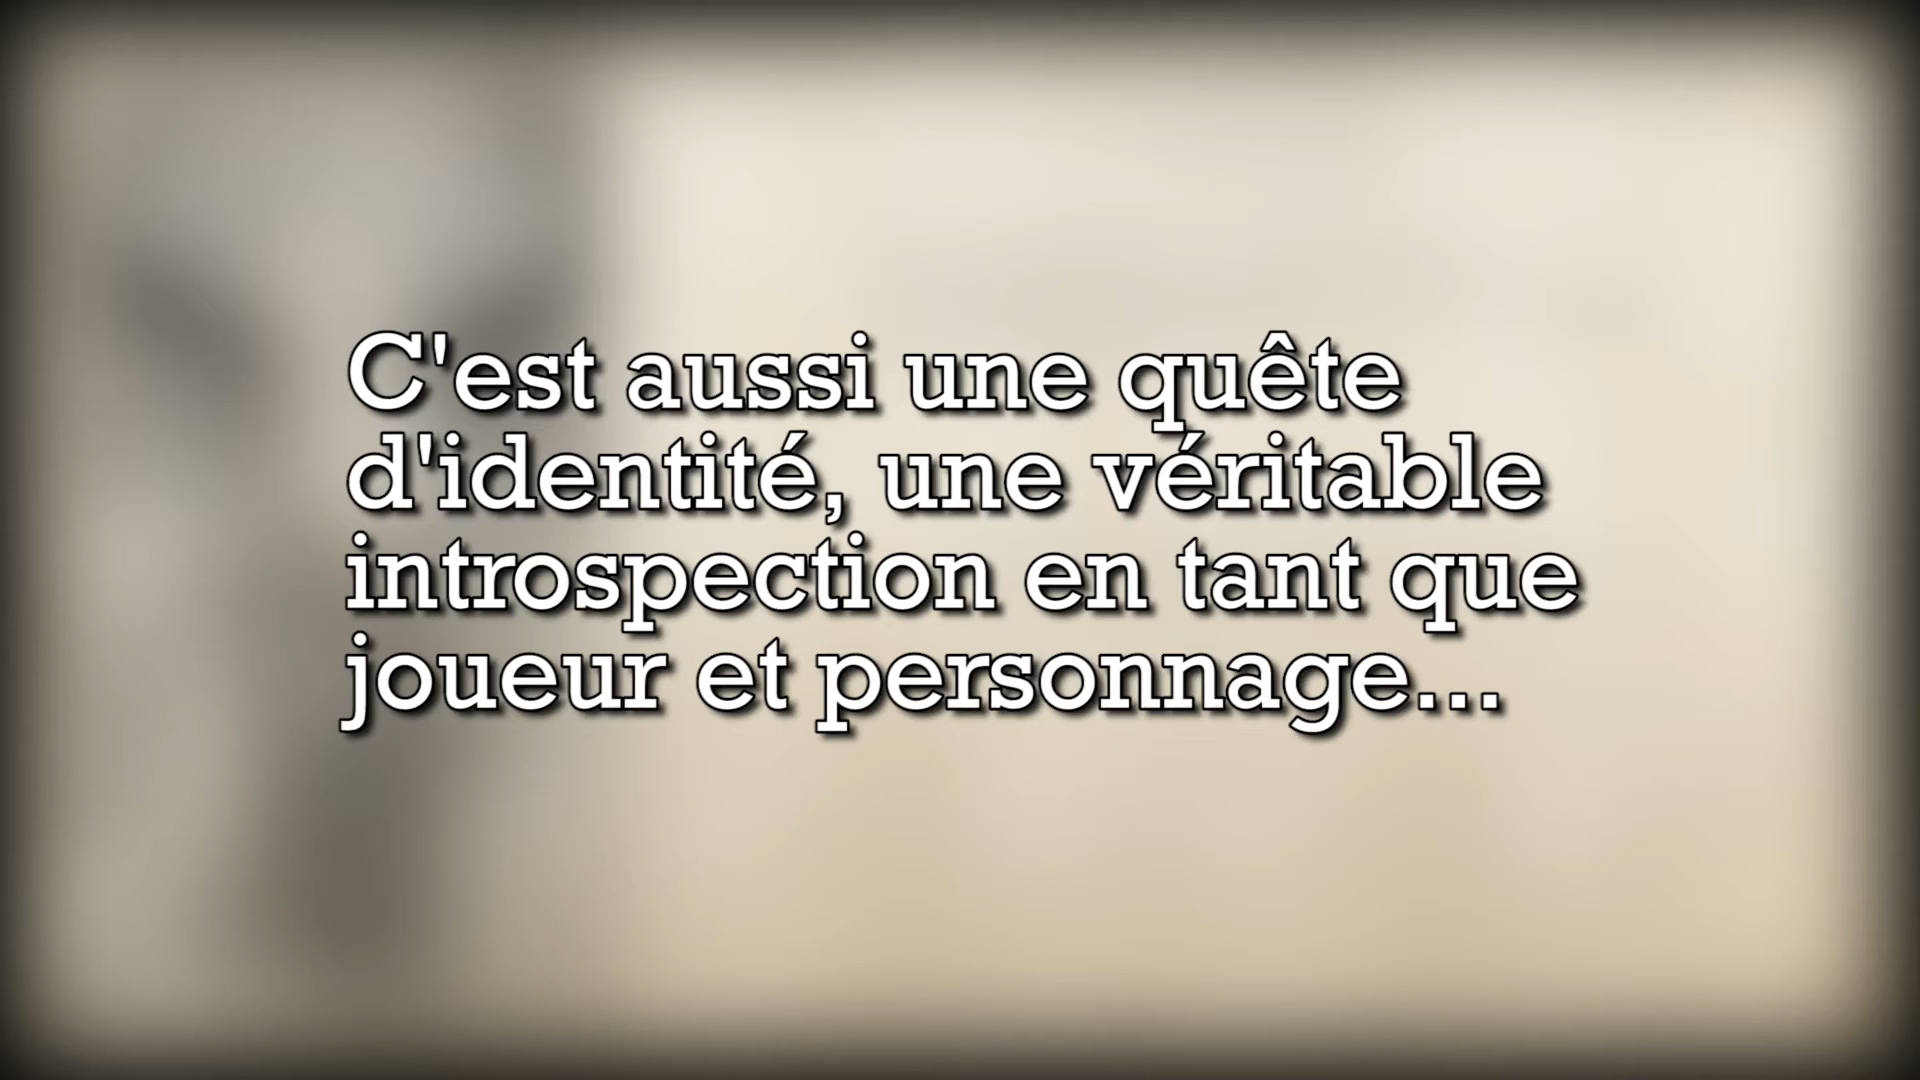 C'est aussi une quête
d'identité, une véritable
introspection en tant que
joueur et personnage...